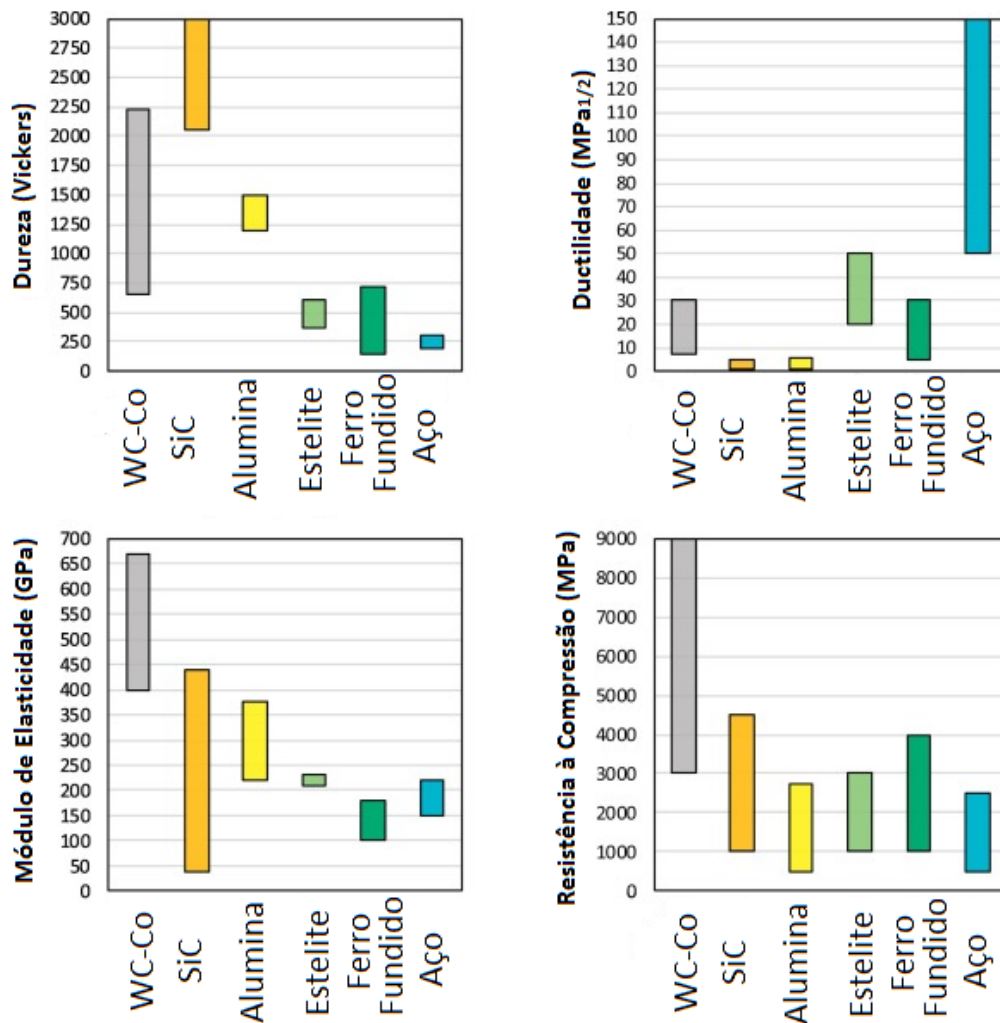 Dureza (Vickers)
3000
2750
2500
2250
2000
1750
1500
1250
1000
750
500
250
0
WC-Co
SiC
Alumina
Estelite
Ferro
Fundido
Aço
Ductilidade (MPa1/2)
150
140
130
120
110
100
90
80
70
60
50
40
30
20
10
0
WC-Co
SiC
Alumina
Estelite
Ferro
Fundido
Aço
Módulo de Elasticidade (GPa)
700
650
600
550
500
450
400
350
300
250
200
150
100
50
0
WC-Co
SiC
Alumina
Estelite
Ferro
Fundido
Aço
Resistência à Compressão (MPa)
9000
8000
7000
6000
5000
4000
3000
2000
1000
0
WC-Co
SiC
Alumina
Estelite
Ferro
Fundido
Aço